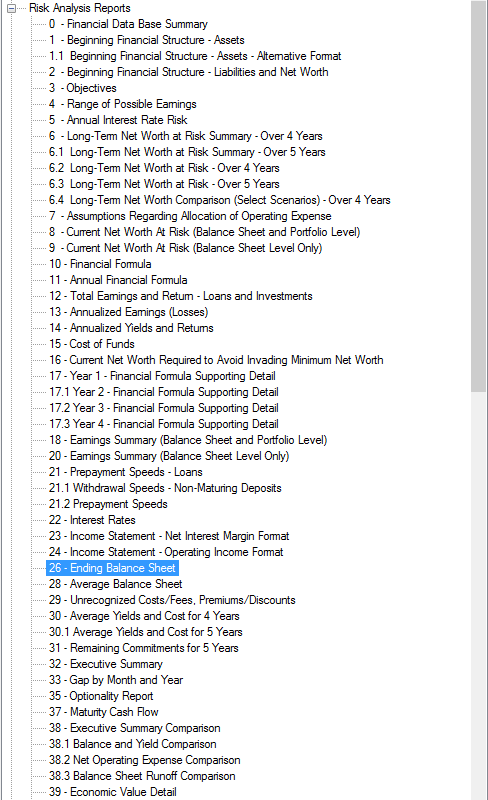 Risk Analysis Reports
0 - Financial Data Base Summary
1 - Beginning Financial Structure - Assets
1.1 Beginning Financial Structure - Assets - Alternative Format
2 - Beginning Financial Structure - Liabilities and Net Worth
3 - Objectives
4 - Range of Possible Earnings
5 - Annual Interest Rate Risk
6 - Long-Term Net Worth at Risk Summary - Over 4 Years
6.1 Long-Term Net Worth at Risk Summary - Over 5 Years
6.2 Long-Term Net Worth at Risk - Over 4 Years
6.3 Long-Term Net Worth at Risk - Over 5 Years
6.4 Long-Term Net Worth Comparison (Select Scenarios) - Over 4 Years
7 - Assumptions Regarding Allocation of Operating Expense
8 - Current Net Worth At Risk (Balance Sheet and Portfolio Level)
9 - Current Net Worth At Risk (Balance Sheet Level Only)
10 - Financial Formula
11 - Annual Financial Formula
12 - Total Earnings and Return - Loans and Investments
13 - Annualized Earnings (Losses)
14 - Annualized Yields and Returns
15 - Cost of Funds
16 - Current Net Worth Required to Avoid Invading Minimum Net Worth
17 - Year 1 - Financial Formula Supporting Detail
17.1 Year 2 - Financial Formula Supporting Detail
17.2 Year 3 - Financial Formula Supporting Detail
17.3 Year 4 - Financial Formula Supporting Detail
18 - Earnings Summary (Balance Sheet and Portfolio Level)
20 - Earnings Summary (Balance Sheet Level Only)
21 - Prepayment Speeds - Loans
21.1 Withdrawal Speeds - Non-Maturing Deposits
21.2 Prepayment Speeds
22 - Interest Rates
23 - Income Statement - Net Interest Margin Format
24 - Income Statement - Operating Income Format
26 - Ending Balance Sheet
28 - Average Balance Sheet
29 - Unrecognized Costs/Fees, Premiums/Discounts
30 - Average Yields and Cost for 4 Years
30.1 Average Yields and Cost for 5 Years
31 - Remaining Commitments for 5 Years
32 - Executive Summary
33 - Gap by Month and Year
35 - Optionality Report
37 - Maturity Cash Flow
38 - Executive Summary Comparison
38.1 Balance and Yield Comparison
38.2 Net Operating Expense Comparison
38.3 Balance Sheet Runoff Comparison
39 - Economic Value Detail